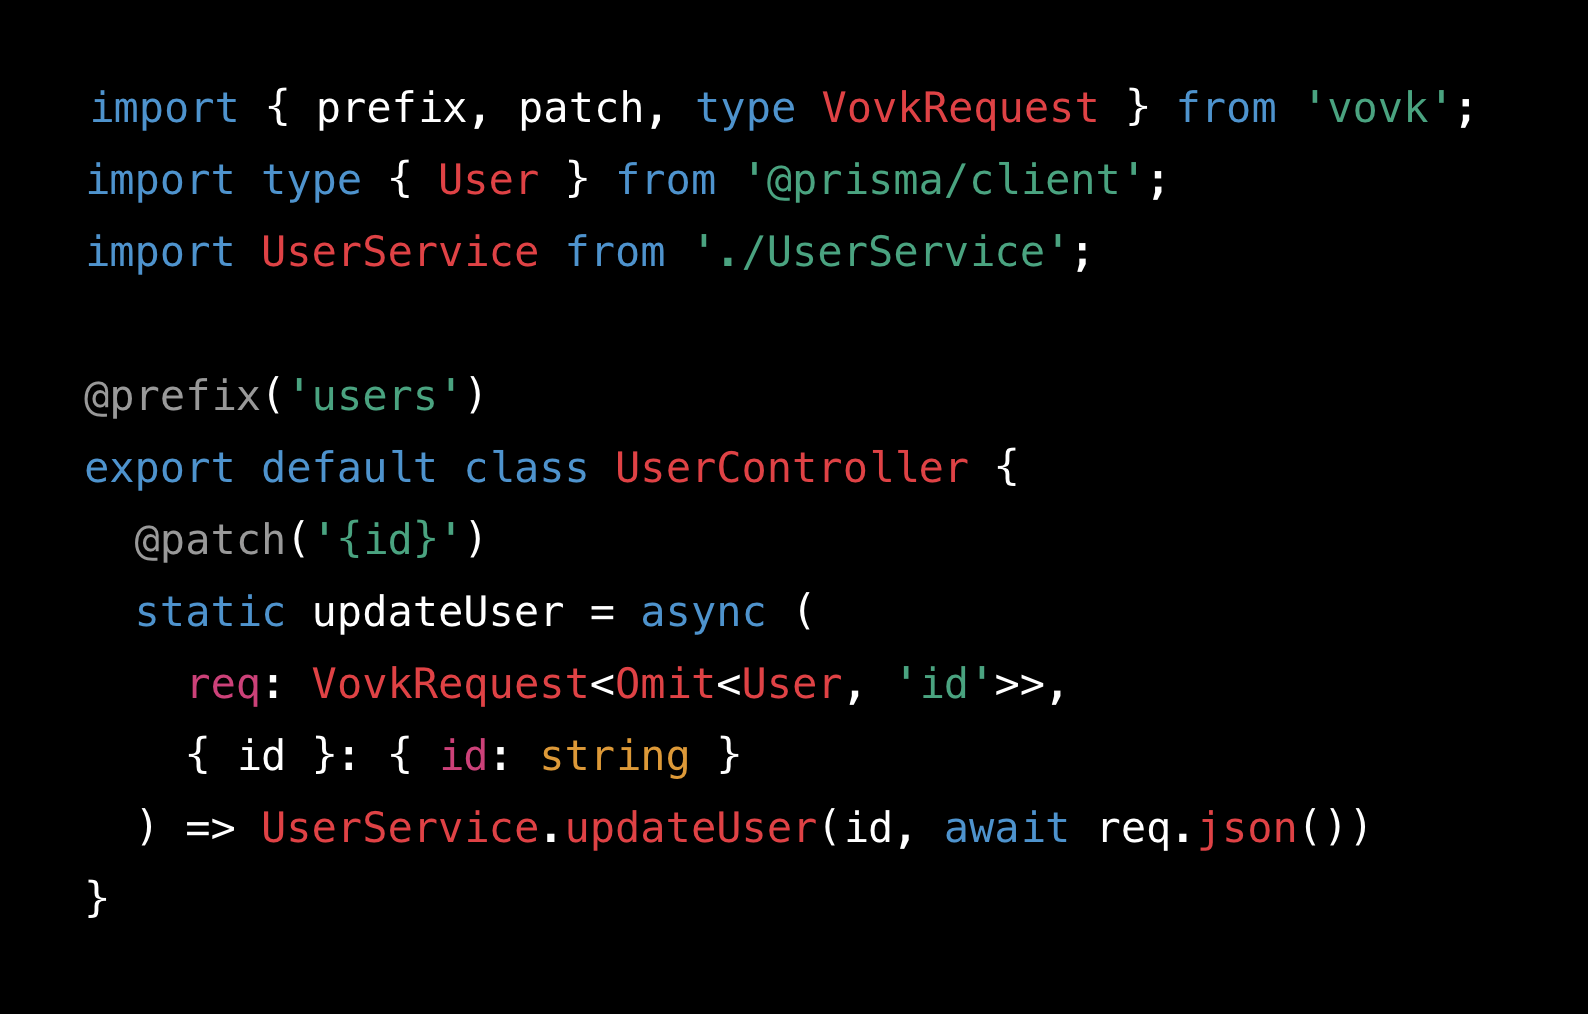 import { prefix, patch, type VovkRequest } from 'vovk';
import type { User } from '@prisma/client';
import UserService from './UserService';

@prefix('users')
export default class UserController {
  @patch('{id}')
  static updateUser = async (
    req: VovkRequest<Omit<User, 'id'>>,
    { id }: { id: string }
  ) => UserService.updateUser(id, await req.json())
}